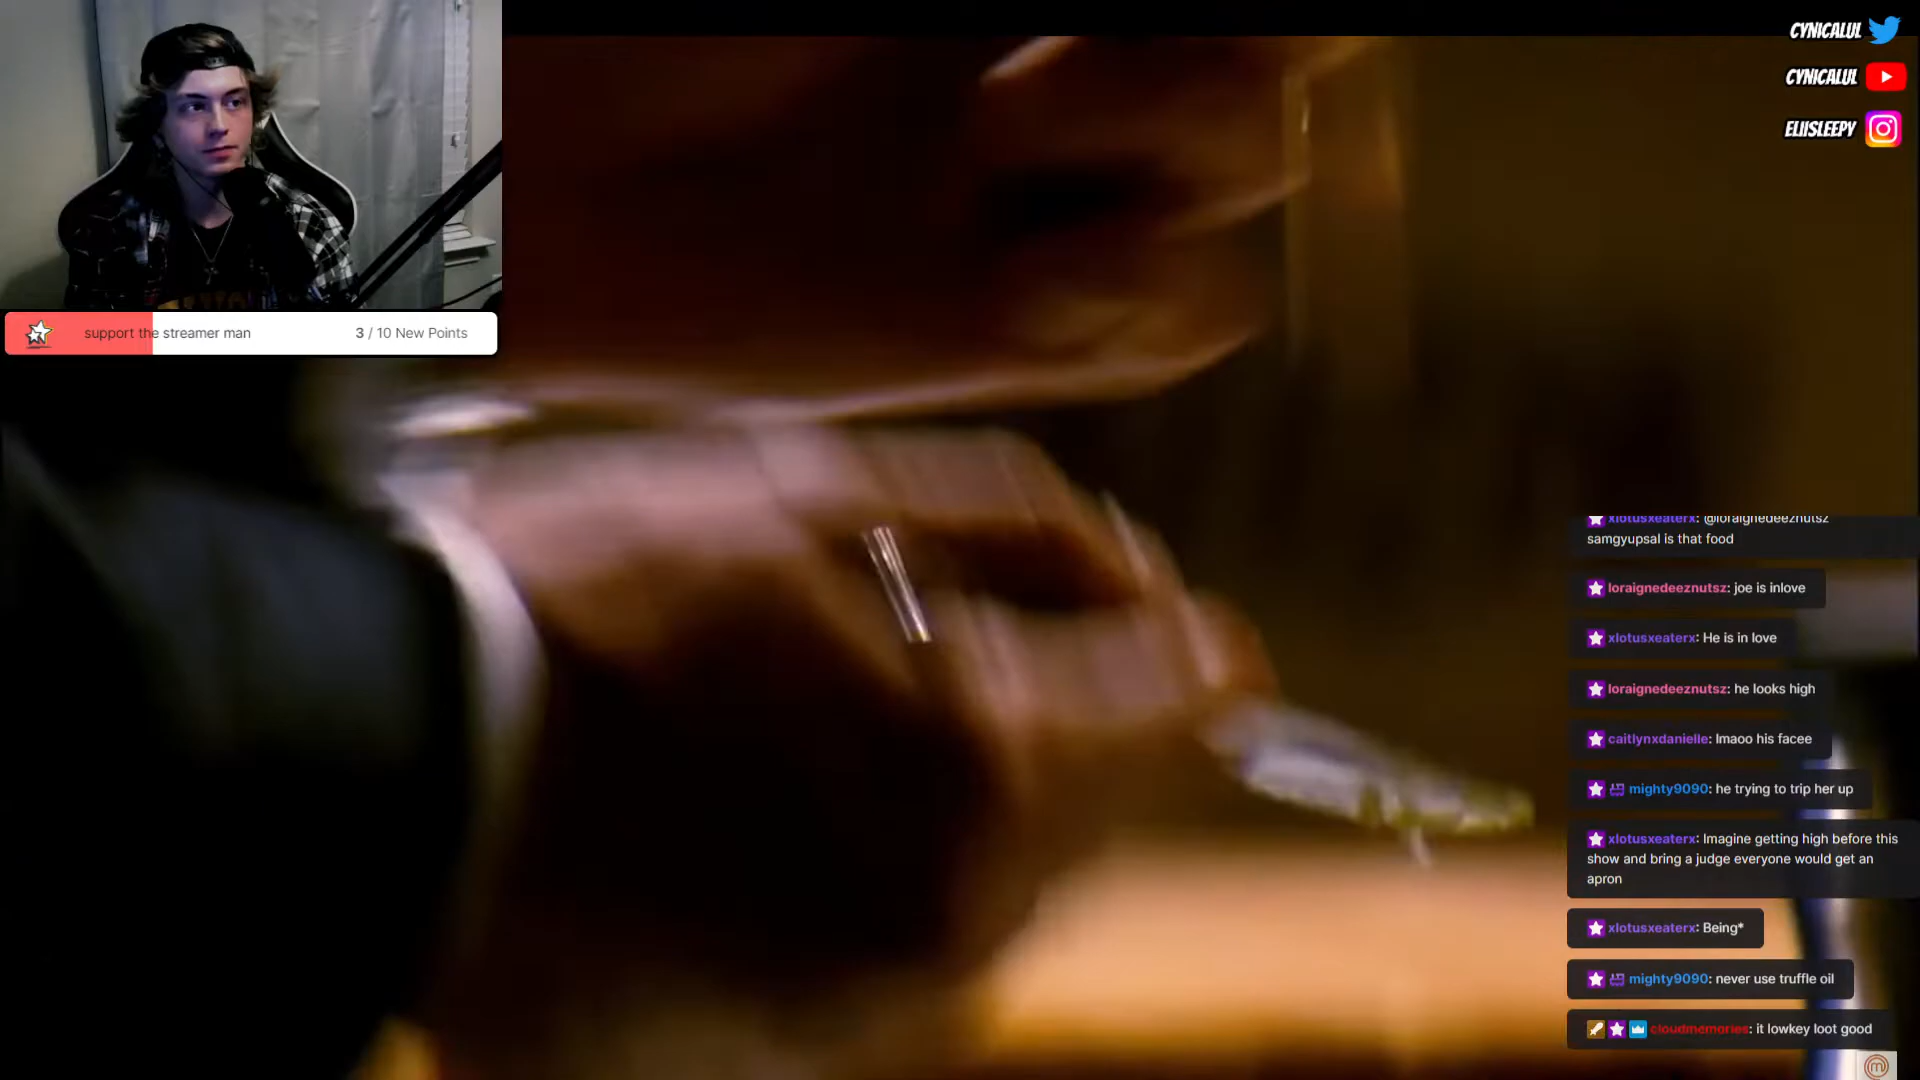 CYNICALUL
CYNICALUL
ELIISLEEPY
support the streamer man 3 / 10 New Points
xlotusxeaterx: @loraignedeeznutsz
samgyupsal is that food
loraignedeeznutsz: joe is inlove
xlotusxeaterx: He is in love
loraignedeeznutsz: he looks high
caitlynxdanielle: lmaoo his facee
mighty9090: he trying to trip her up
xlotusxeaterx: Imagine getting high before this
show and bring a judge everyone would get an
apron
xlotusxeaterx: Being*
mighty9090: never use truffle oil
cloudmemories: it lowkey loot good